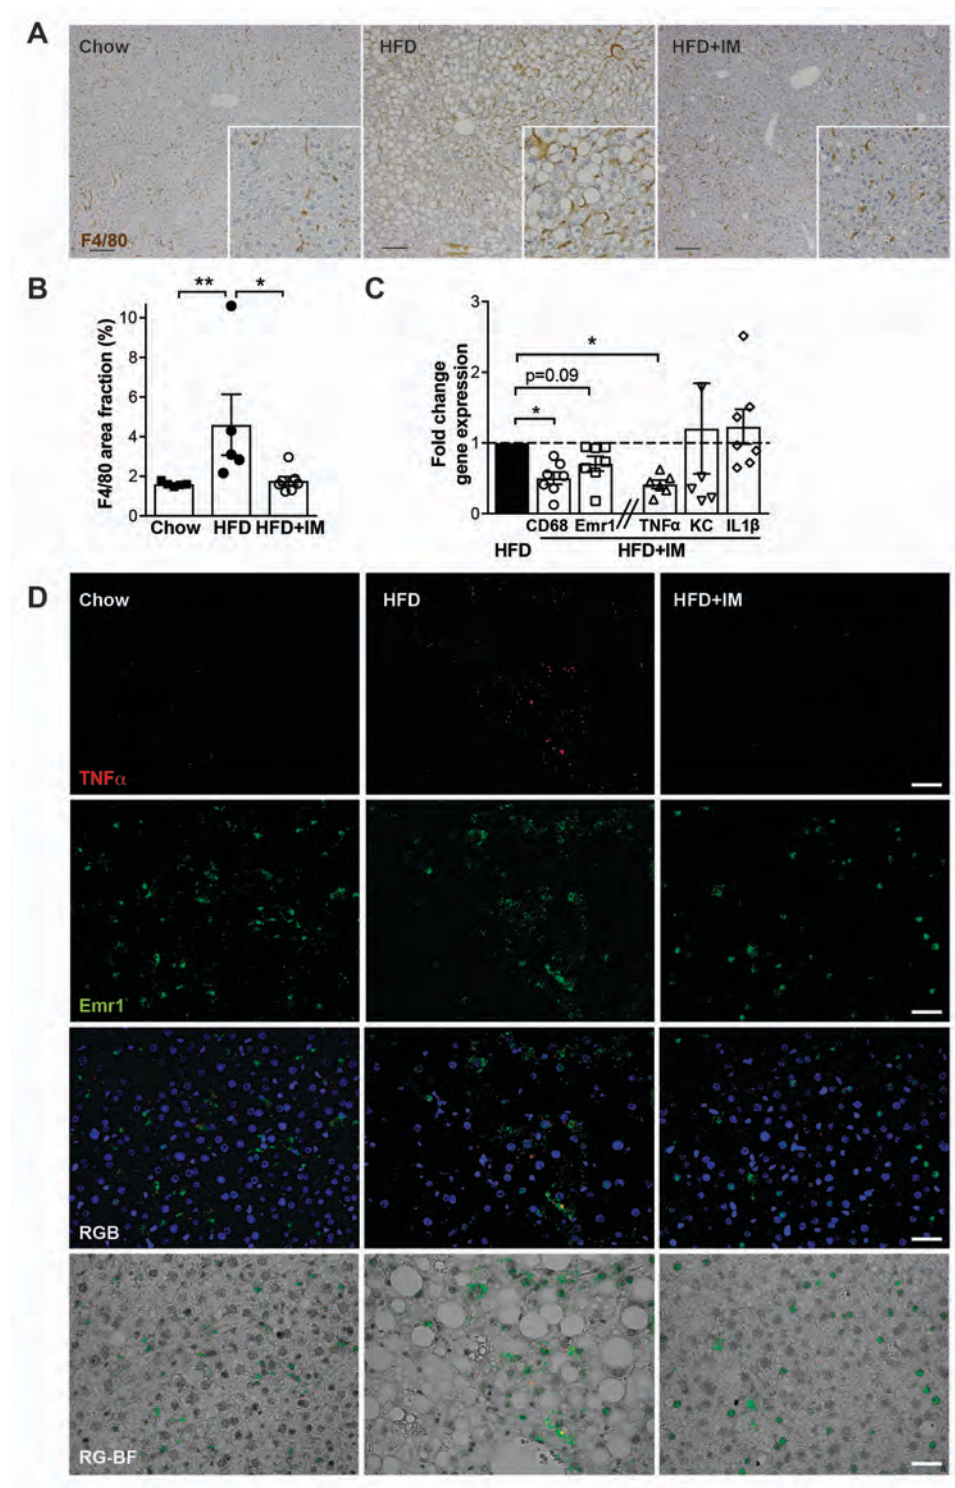 A
Chow
HFD
HFD+IM
F4/80
B
** *
F4/80 area fraction (%)
10
8
6
4
2
0
Chow HFD HFD+IM
C
Fold change
gene expression
3
2
1
0
*
p=0.09
*
CD68 Emr1 // TNFα KC IL1β
HFD HFD+IM
D
Chow
HFD
HFD+IM
TNFα
Emr1
RGB
RG-BF